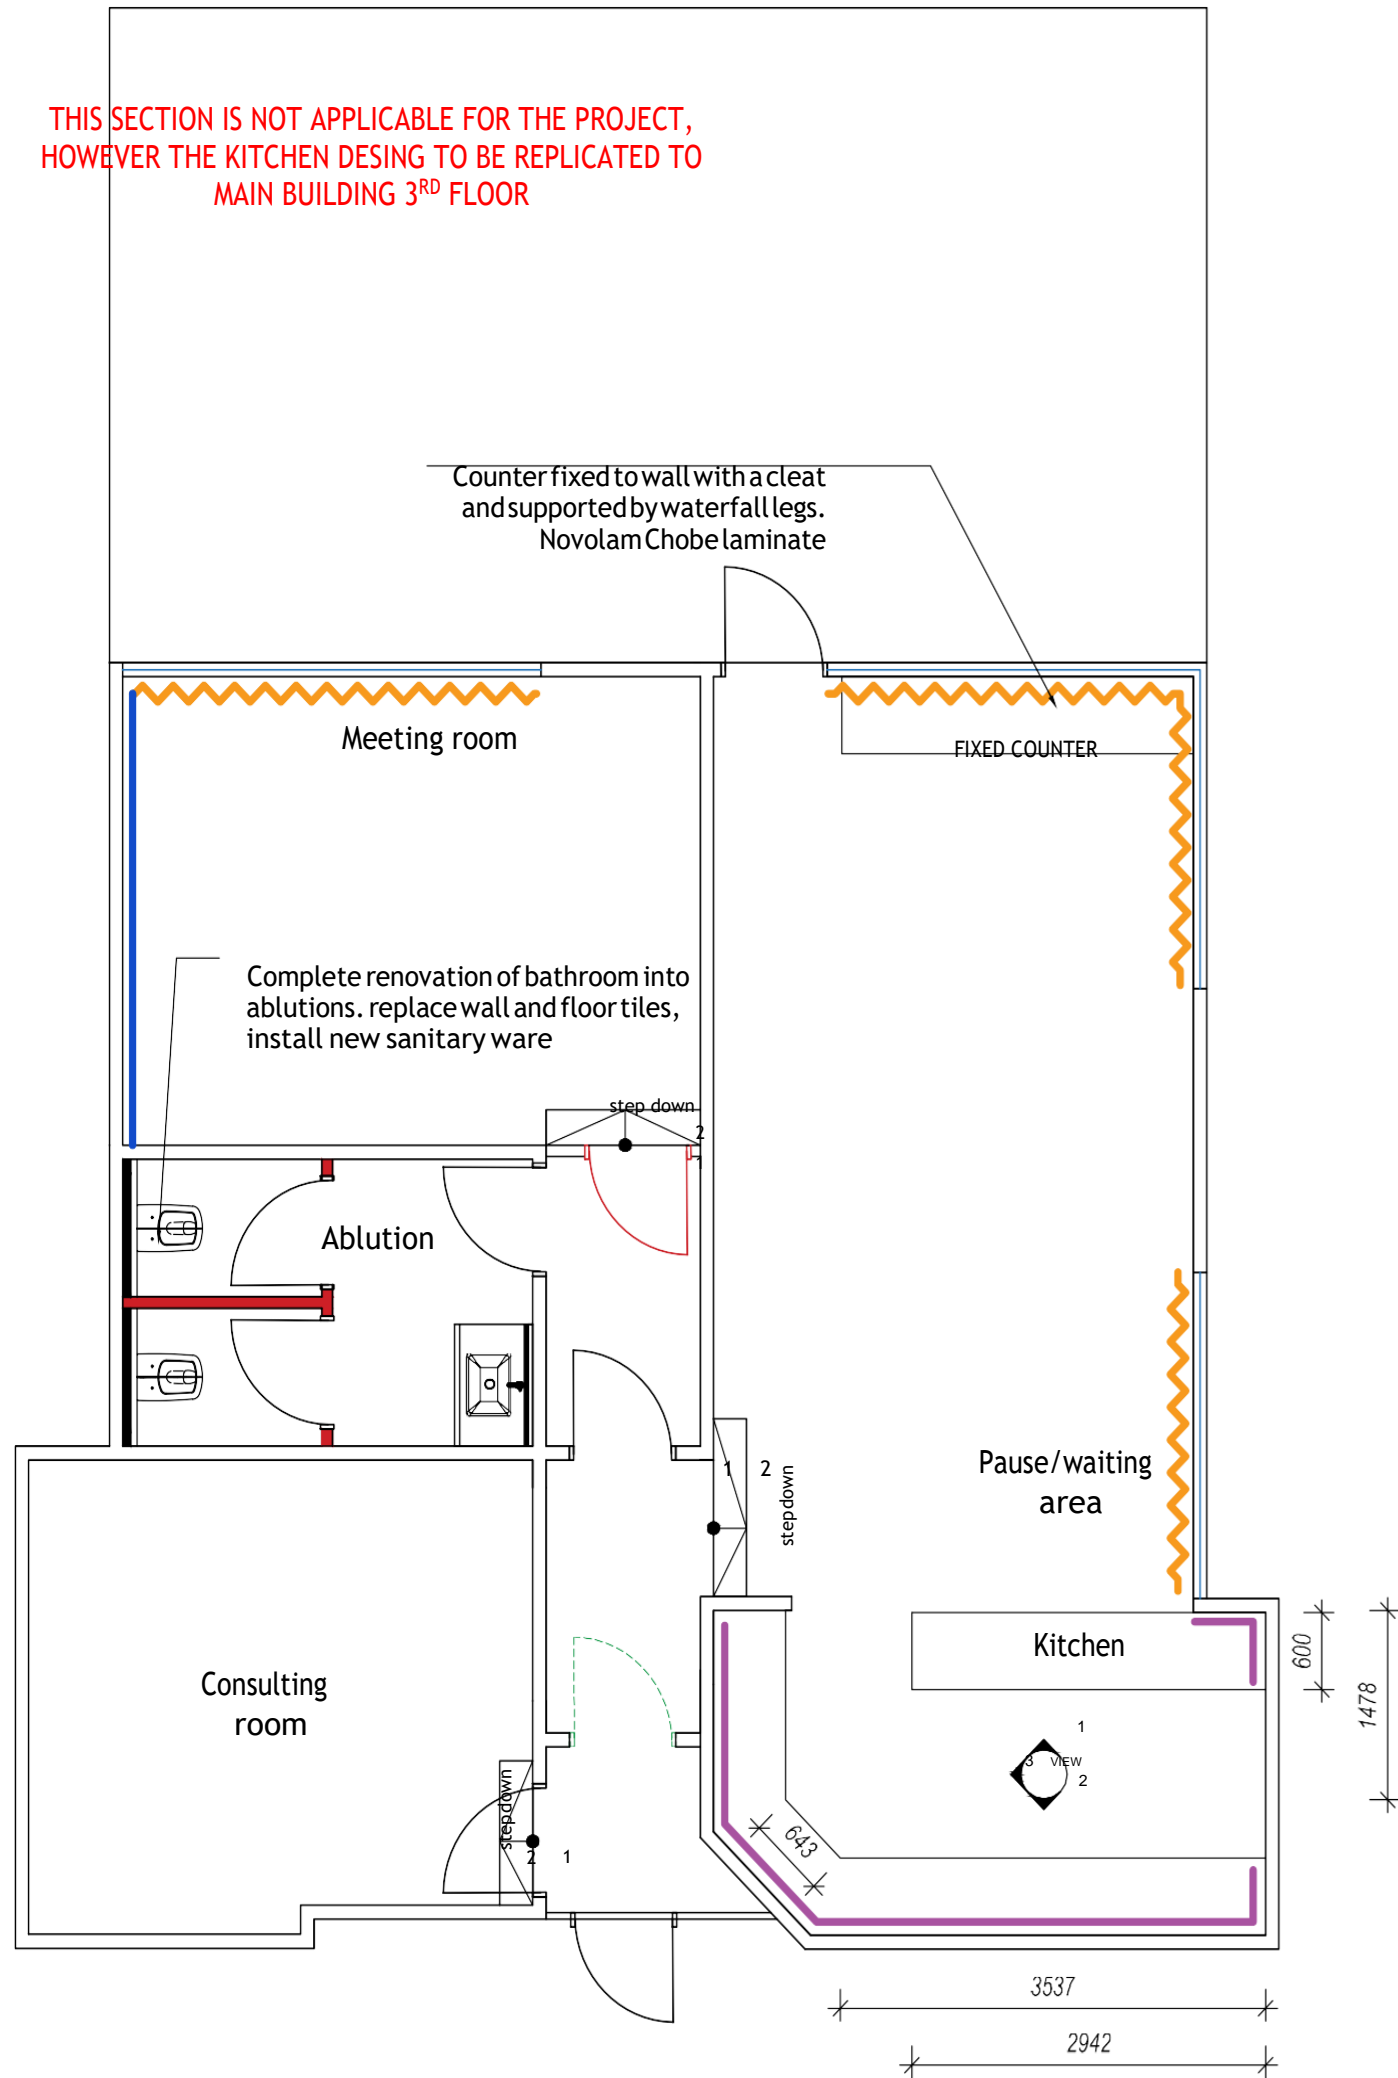 THIS SECTION IS NOT APPLICABLE FOR THE PROJECT,
HOWEVER THE KITCHEN DESING TO BE REPLICATED TO
MAIN BUILDING 3RD FLOOR
Counter fixed to wall with a cleat
and supported by waterfall legs.
Novolam Chobe laminate
Meeting room
FIXED COUNTER
Complete renovation of bathroom into
ablutions. replace wall and floor tiles,
install new sanitary ware
step down
2
Ablution
1 2
step down
Pause/waiting
area
Kitchen
600
1478
Consulting
room
1
3 VIEW
2
step down
2 1
643
3537
2942